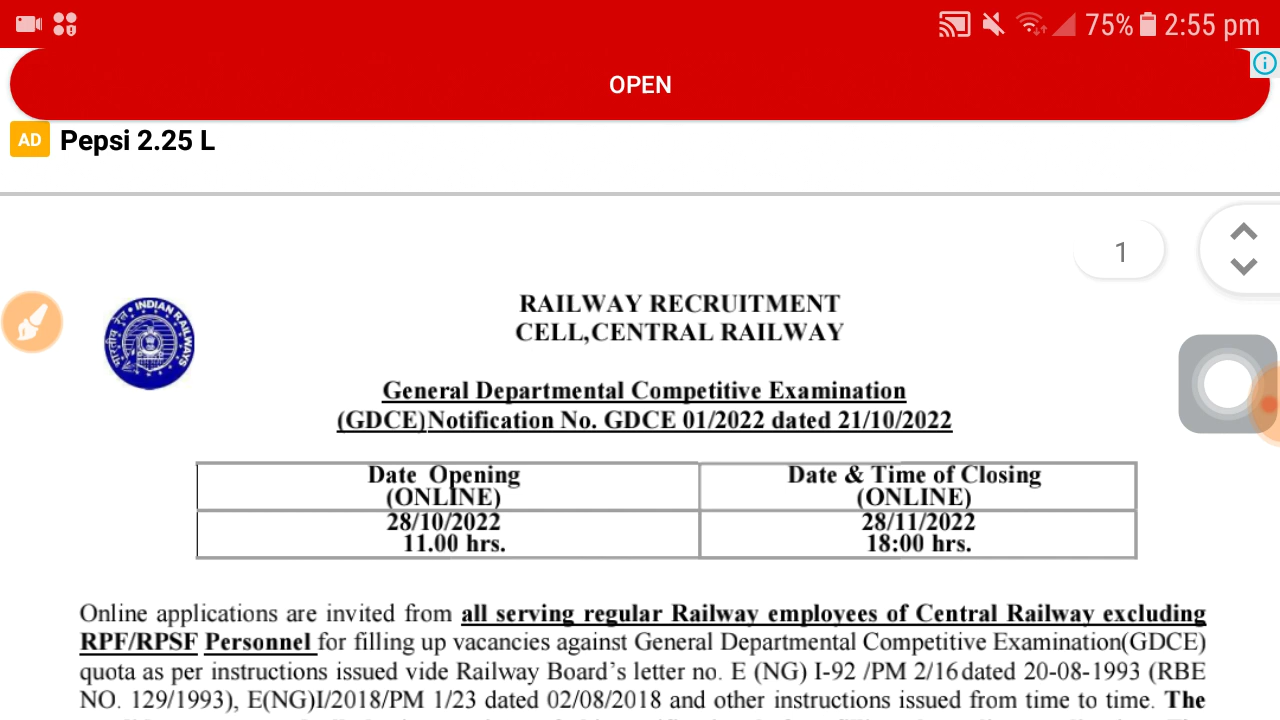 75% 2:55 pm
OPEN
AD Pepsi 2.25 L
1
INDIAN RAILWAYS
भारतीय रेल
RAILWAY RECRUITMENT
CELL,CENTRAL RAILWAY
General Departmental Competitive Examination
(GDCE)Notification No. GDCE 01/2022 dated 21/10/2022
Date Opening
(ONLINE)
Date & Time of Closing
(ONLINE)
28/10/2022
11.00 hrs.
28/11/2022
18:00 hrs.
Online applications are invited from all serving regular Railway employees of Central Railway excluding
RPF/RPSF Personnel for filling up vacancies against General Departmental Competitive Examination(GDCE)
quota as per instructions issued vide Railway Board's letter no. E (NG) I-92 /PM 2/16 dated 20-08-1993 (RBE
NO. 129/1993), E(NG)I/2018/PM 1/23 dated 02/08/2018 and other instructions issued from time to time. The